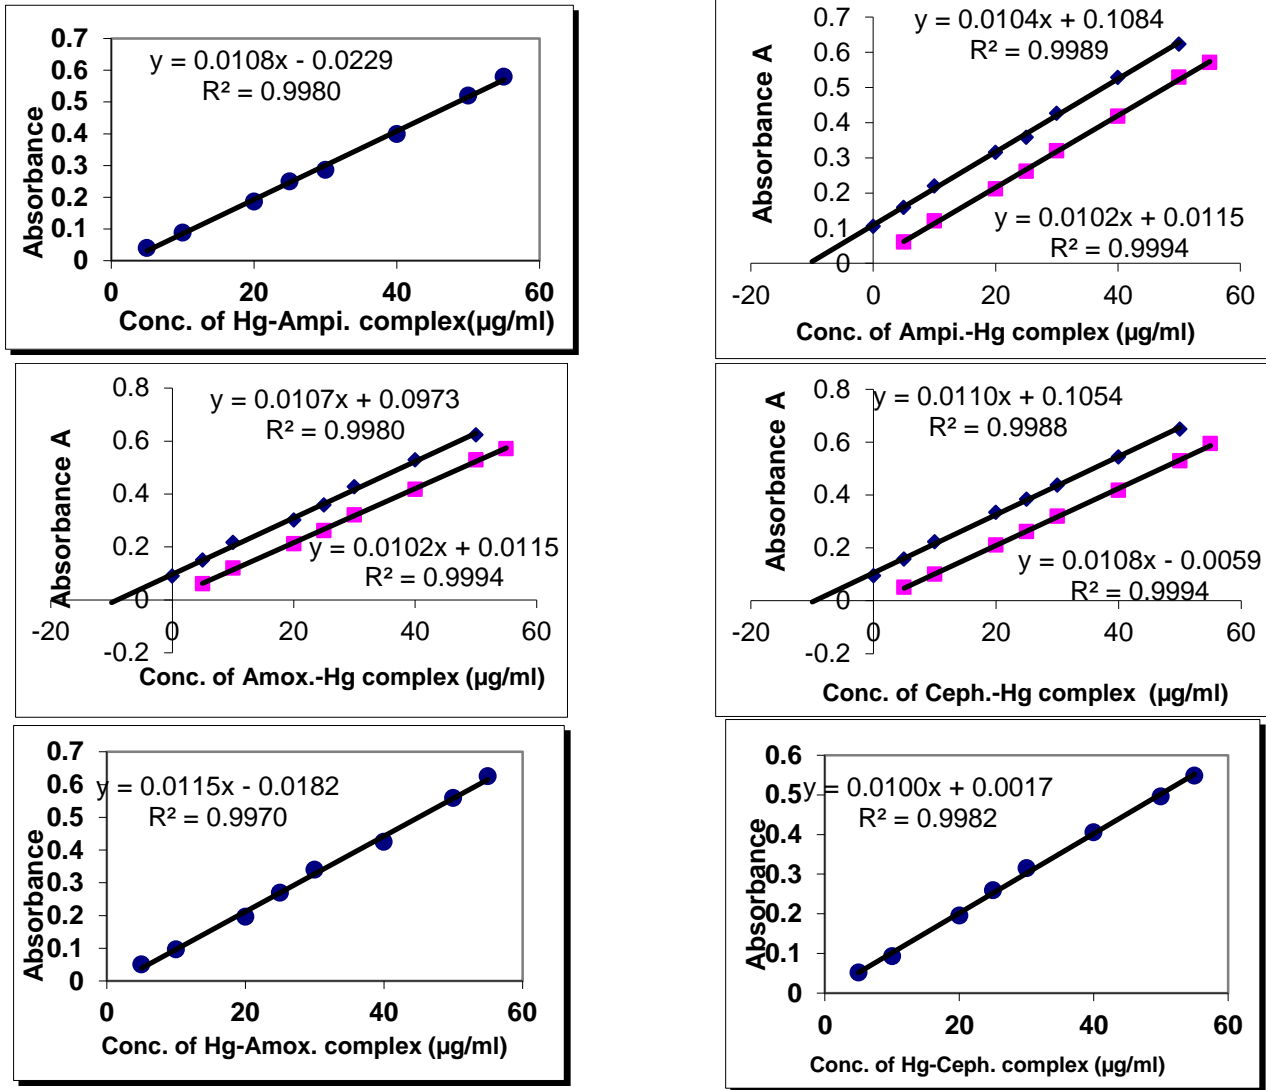 y = 0.0108x - 0.0229
R² = 0.9980
Absorbance
0.7
0.6
0.5
0.4
0.3
0.2
0.1
0
0 20 40 60
Conc. of Hg-Ampi. complex(µg/ml)
y = 0.0104x + 0.1084
R² = 0.9989
Absorbance A
0.7
0.6
0.5
0.4
0.3
0.2
0.1
0
y = 0.0102x + 0.0115
R² = 0.9994
-20 0 20 40 60
Conc. of Ampi.-Hg complex (µg/ml)
y = 0.0107x + 0.0973
R² = 0.9980
Absorbance A
0.8
0.6
0.4
0.2
0
-0.2
y = 0.0102x + 0.0115
R² = 0.9994
-20 0 20 40 60
Conc. of Amox.-Hg complex (µg/ml)
y = 0.0110x + 0.1054
R² = 0.9988
Absorbance A
0.8
0.6
0.4
0.2
0
-0.2
y = 0.0108x - 0.0059
R² = 0.9994
-20 0 20 40 60
Conc. of Ceph.-Hg complex (µg/ml)
y = 0.0115x - 0.0182
R² = 0.9970
Absorbance
0.7
0.6
0.5
0.4
0.3
0.2
0.1
0
0 20 40 60
Conc. of Hg-Amox. complex (µg/ml)
y = 0.0100x + 0.0017
R² = 0.9982
Absorbance
0.6
0.5
0.4
0.3
0.2
0.1
0
0 20 40 60
Conc. of Hg-Ceph. complex (µg/ml)